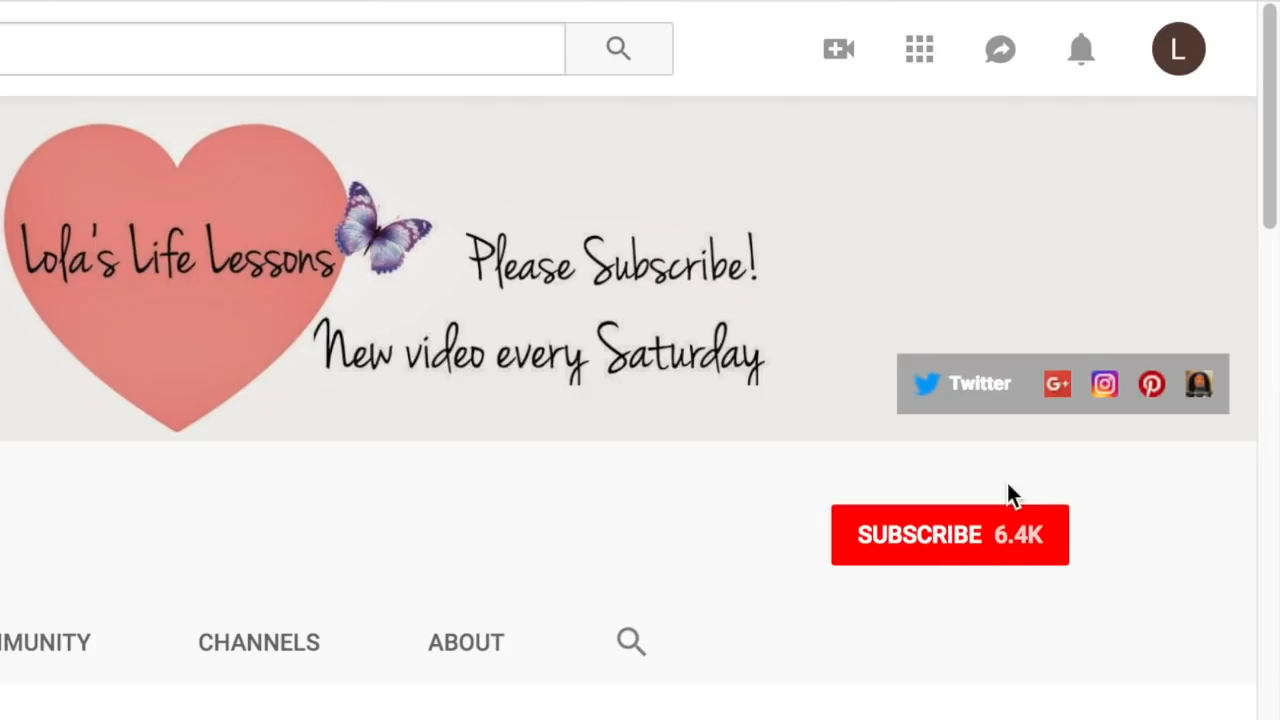 L
Lola's Life Lessons
Please Subscribe!
New video every Saturday
Twitter
G+
SUBSCRIBE 6.4K
MMUNITY
CHANNELS
ABOUT